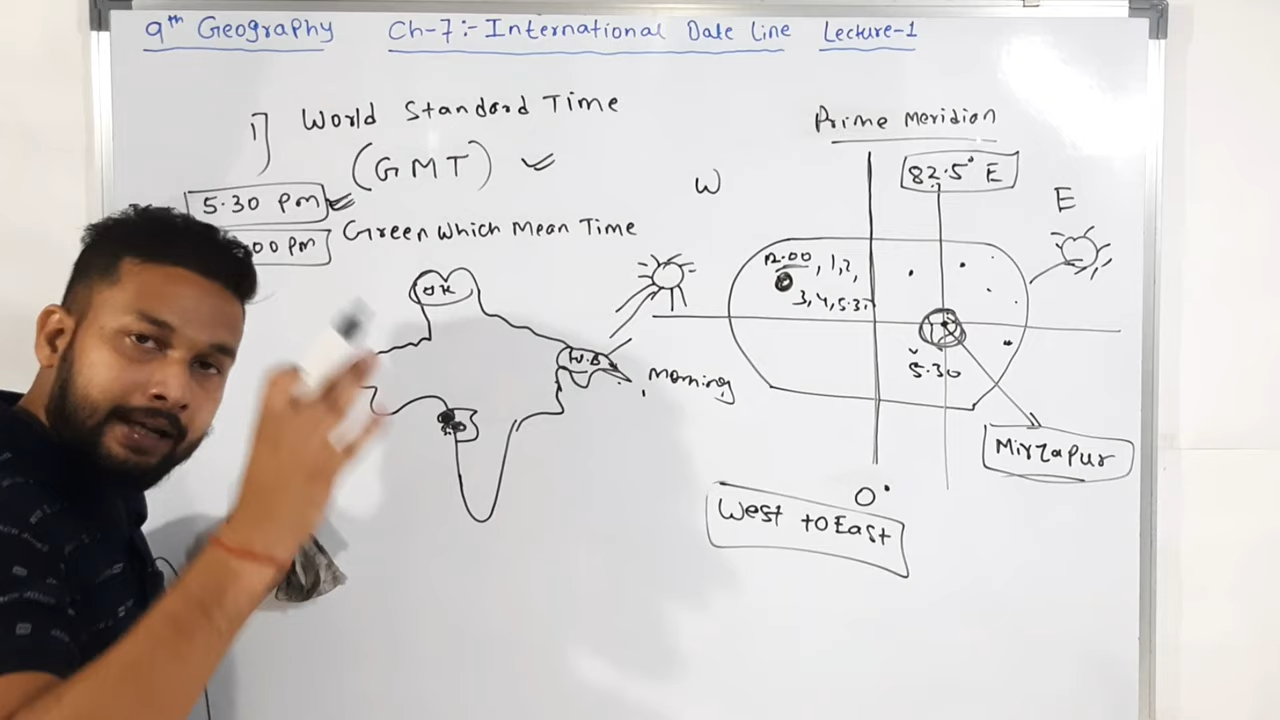 9th Geography Ch-7:- International Date Line Lecture-1
1] World Standard Time
(GMT)
5.30 pm
00 pm
Green Which Mean Time
W.B
Morning
Prime Meridian
82.5° E
W
E
12.00, 1, 2,
3, 4, 5.30
5.30
Mirzapur
0°
West to East